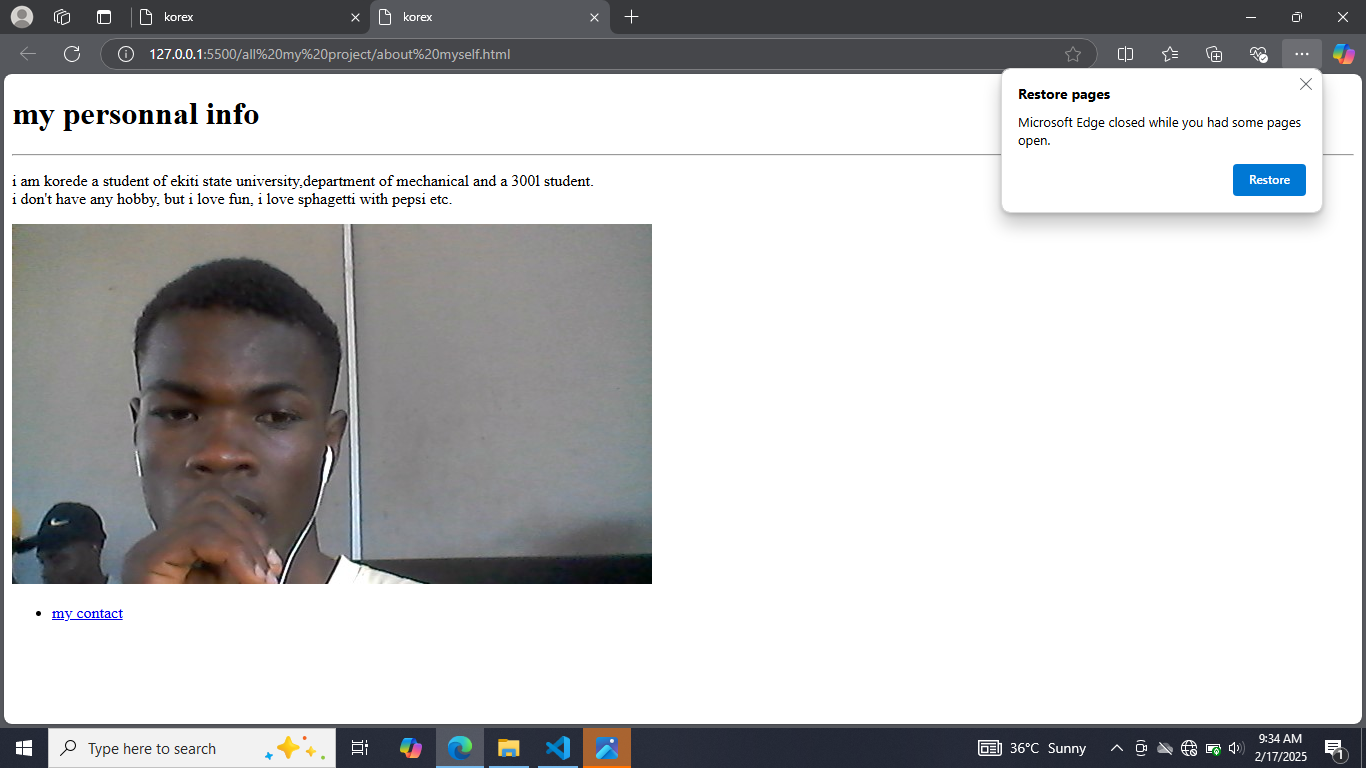 korex
korex
127.0.0.1:5500/all%20my%20project/about%20myself.html
Restore pages
Microsoft Edge closed while you had some pages
open.
Restore
my personnal info
i am korede a student of ekiti state university,department of mechanical and a 300l student.
i don't have any hobby, but i love fun, i love sphagetti with pepsi etc.
my contact
Type here to search
36°C Sunny
9:34 AM
2/17/2025
1